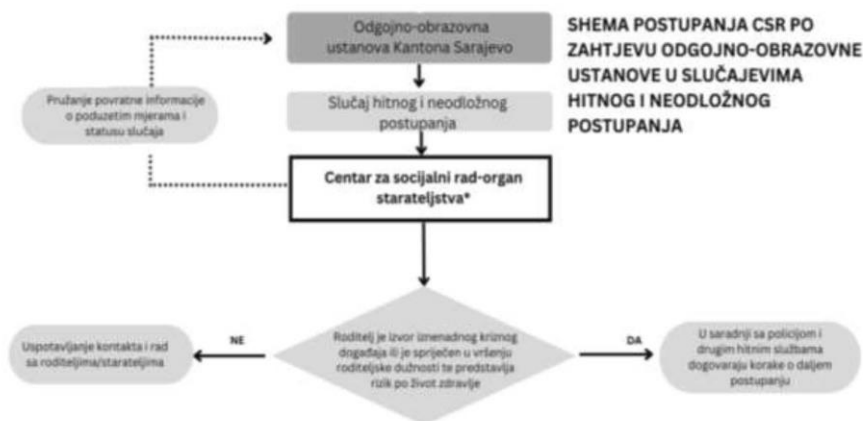 Odgojno-obrazovna
ustanova Kantona Sarajevo
SHEMA POSTUPANJA CSR PO
ZAHTJEVU ODGOJNO-OBRAZOVNE
USTANOVE U SLUČAJEVIMA
HITNOG I NEODLOŽNOG
POSTUPANJA
Pružanje povratne informacije
o poduzetim mjerama i
statusu slučaja
Slučaj hitnog i neodložnog
postupanja
Centar za socijalni rad-organ
starateljstva*
NE
DA
Uspotavljanje kontakta i rad
sa roditeljima/starateljima
Roditelj je izvor iznenadnog kriznog
događaja ili je spriječen u vršenju
roditeljske dužnosti te predstavlja
rizik po život zdravlje
U saradnji sa policijom i
drugim hitnim službama
dogovaraju korake o daljem
postupanju